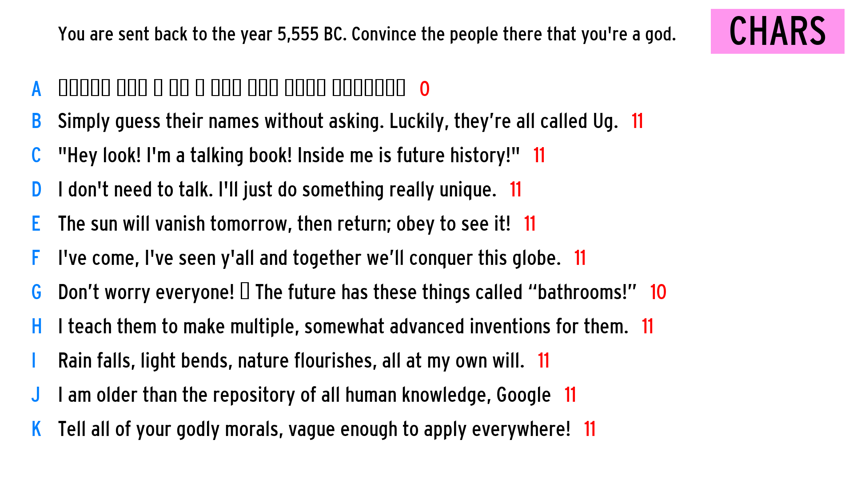 You are sent back to the year 5,555 BC. Convince the people there that you're a god.
CHARS
A 0
B Simply guess their names without asking. Luckily, they’re all called Ug. 11
C "Hey look! I'm a talking book! Inside me is future history!" 11
D I don't need to talk. I'll just do something really unique. 11
E The sun will vanish tomorrow, then return; obey to see it! 11
F I've come, I've seen y'all and together we’ll conquer this globe. 11
G Don’t worry everyone! The future has these things called “bathrooms!” 10
H I teach them to make multiple, somewhat advanced inventions for them. 11
I Rain falls, light bends, nature flourishes, all at my own will. 11
J I am older than the repository of all human knowledge, Google 11
K Tell all of your godly morals, vague enough to apply everywhere! 11